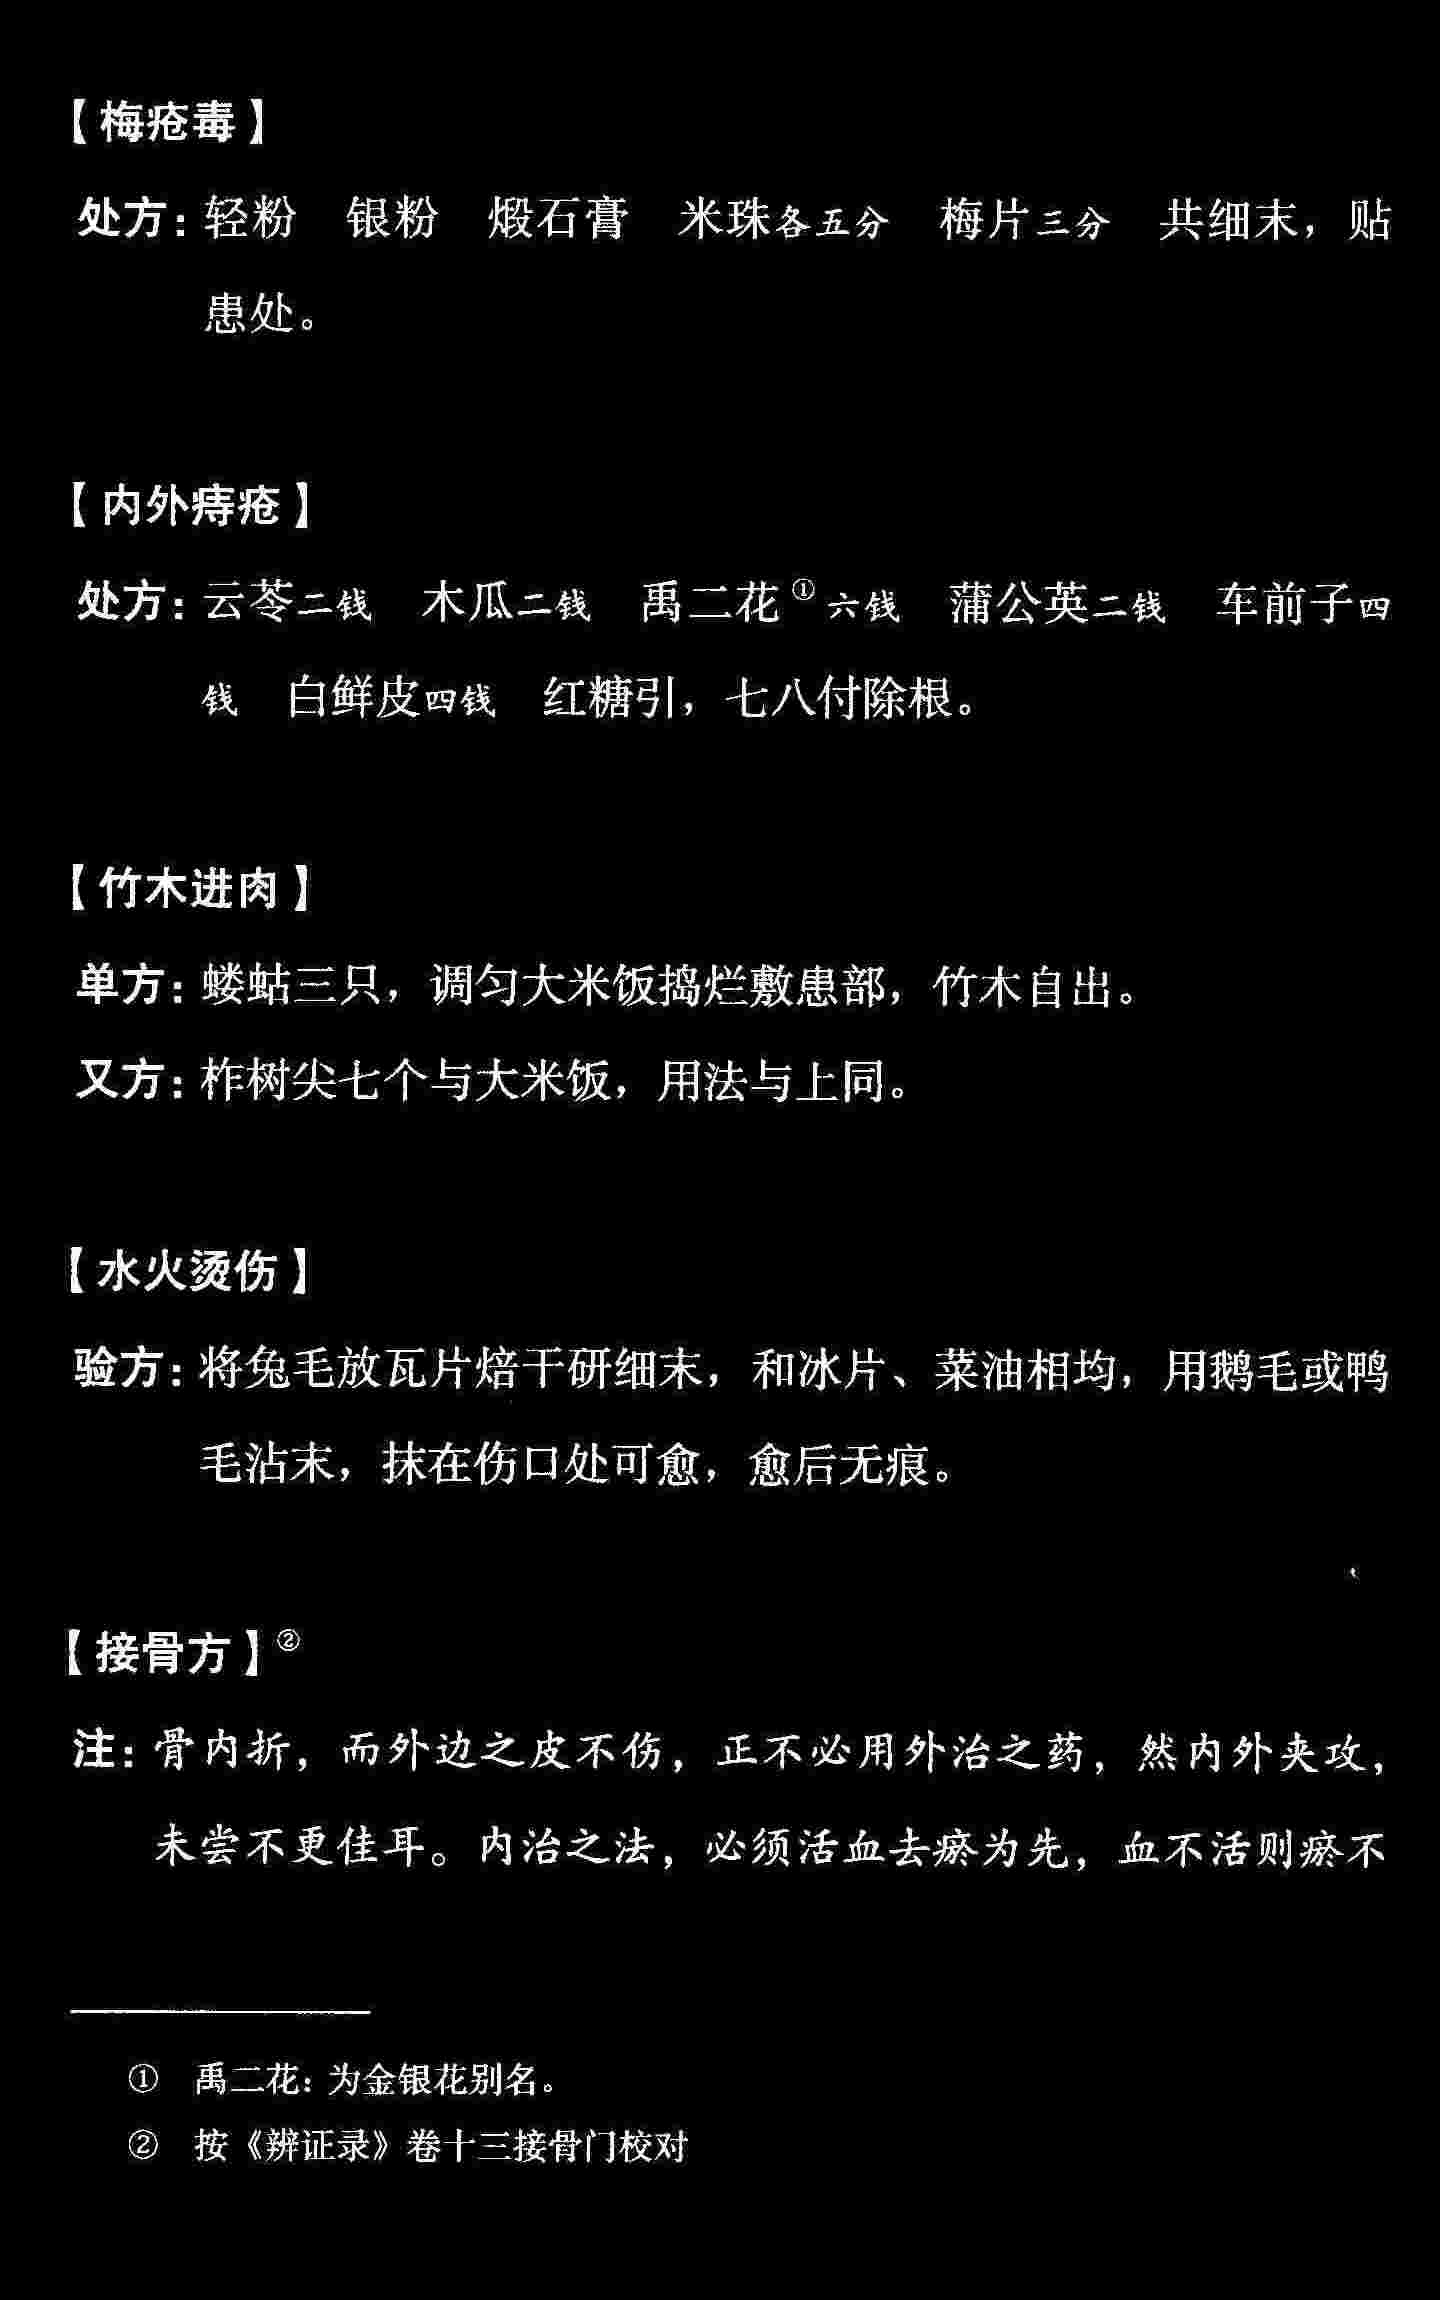 【梅疮毒】
处方：轻粉　银粉　煅石膏　米珠各五分　梅片三分　共细末，贴
患处。
【内外痔疮】
处方：云苓二钱　木瓜二钱　禹二花①六钱　蒲公英二钱　车前子四
钱　白鲜皮四钱　红糖引，七八付除根。
【竹木进肉】
单方：蝼蛄三只，调匀大米饭捣烂敷患部，竹木自出。
又方：柞树尖七个与大米饭，用法与上同。
【水火烫伤】
验方：将兔毛放瓦片焙干研细末，和冰片、菜油相均，用鹅毛或鸭
毛沾末，抹在伤口处可愈，愈后无痕。
【接骨方】②
注：骨内折，而外边之皮不伤，正不必用外治之药，然内外夹攻，
未尝不更佳耳。内治之法，必须活血去瘀为先，血不活则瘀不
①　禹二花：为金银花别名。
②　按《辨证录》卷十三接骨门校对